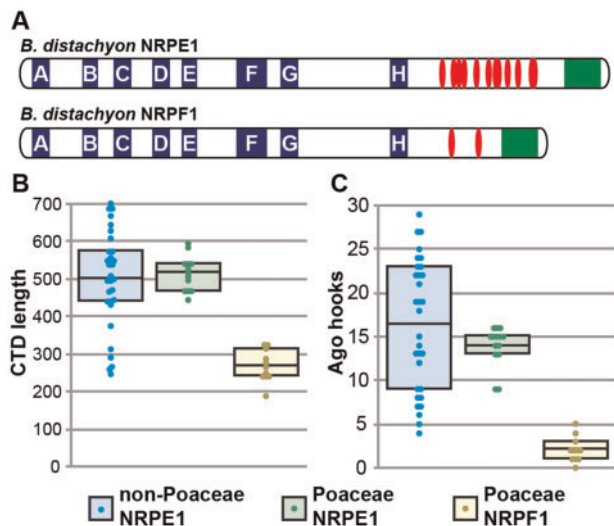 A
B. distachyon NRPE1
A B C D E F G H
B. distachyon NRPF1
A B C D E F G H
B
CTD length
700
600
500
400
300
200
100
0
C
Ago hooks
30
25
20
15
10
5
0
non-Poaceae NRPE1
Poaceae NRPE1
Poaceae NRPF1